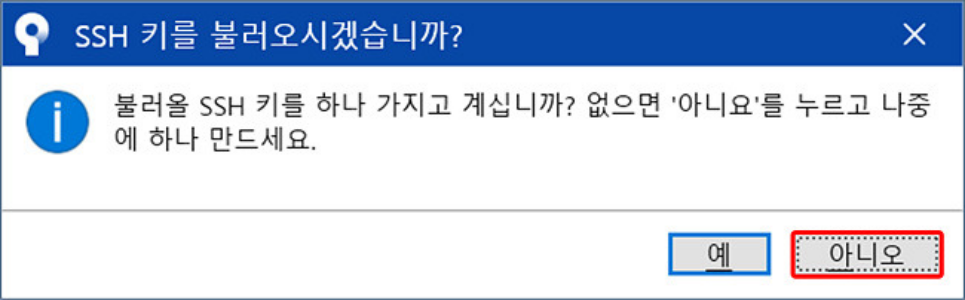 SSH 키를 불러오시겠습니까?
불러올 SSH 키를 하나 가지고 계십니까? 없으면 '아니요'를 누르고 나중
에 하나 만드세요.
예
아니오